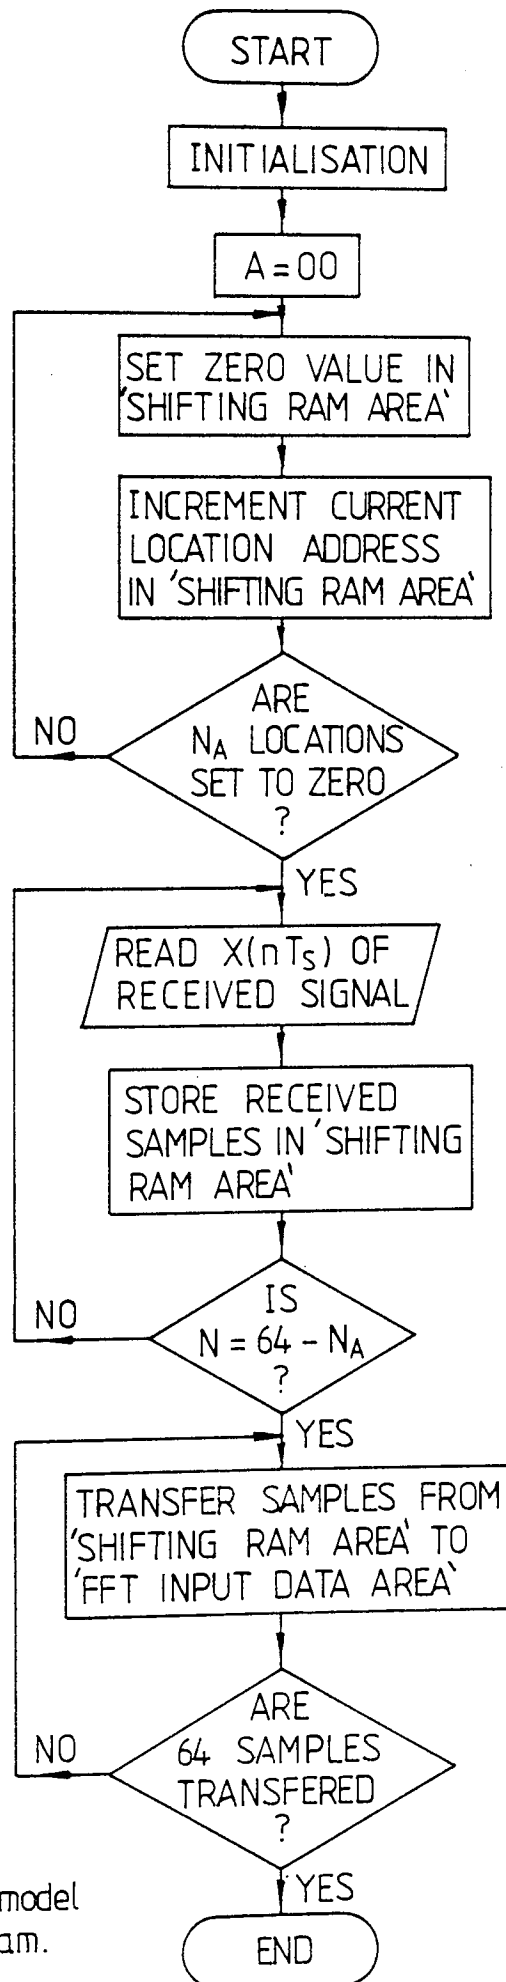 START
INITIALISATION
A = 00
SET ZERO VALUE IN
'SHIFTING RAM AREA'
INCREMENT CURRENT
LOCATION ADDRESS
IN 'SHIFTING RAM AREA'
ARE
NA LOCATIONS
SET TO ZERO
?
NO
YES
READ X(nTS) OF
RECEIVED SIGNAL
STORE RECEIVED
SAMPLES IN 'SHIFTING
RAM AREA'
IS
N = 64 - NA
?
NO
YES
TRANSFER SAMPLES FROM
'SHIFTING RAM AREA' TO
'FFT INPUT DATA AREA'
ARE
64 SAMPLES
TRANSFERED
?
NO
YES
model
am.
END